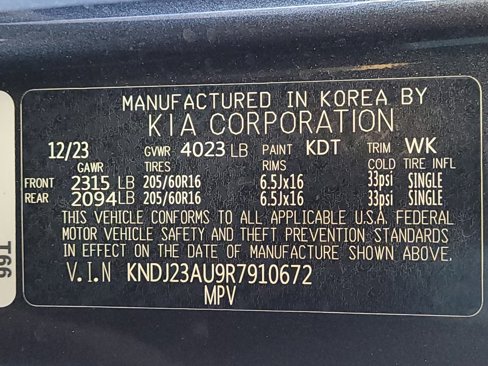 MANUFACTURED IN KOREA BY
KIA CORPORATION
12/23 GVWR 4023 LB PAINT KDT TRIM WK
GAWR TIRES RIMS COLD TIRE INFL
FRONT 2315 LB 205/60R16 6.5Jx16 33psi SINGLE
REAR 2094 LB 205/60R16 6.5Jx16 33psi SINGLE
THIS VEHICLE CONFORMS TO ALL APPLICABLE U.S.A. FEDERAL
MOTOR VEHICLE SAFETY AND THEFT PREVENTION STANDARDS
IN EFFECT ON THE DATE OF MANUFACTURE SHOWN ABOVE.
V.I.N KNDJ23AU9R7910672
MPV